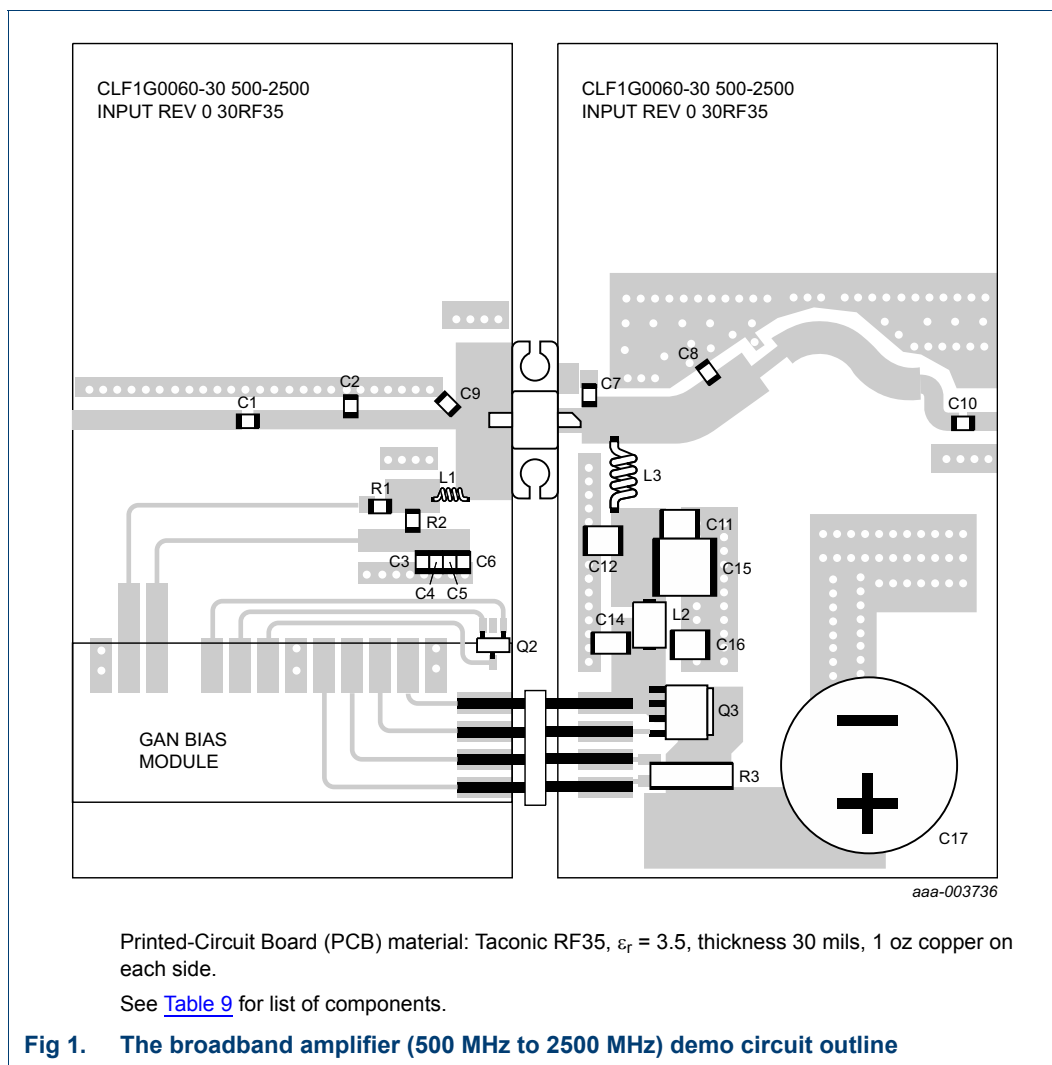 CLF1G0060-30 500-2500
INPUT REV 0 30RF35
CLF1G0060-30 500-2500
INPUT REV 0 30RF35
C1
C2
C9
C7
C8
C10
R1
L1
R2
L3
C3
C6
C4
C5
C11
C12
C15
C14
L2
C16
Q2
Q3
R3
GAN BIAS
MODULE
C17
aaa-003736
Printed-Circuit Board (PCB) material: Taconic RF35, εr = 3.5, thickness 30 mils, 1 oz copper on
each side.
See Table 9 for list of components.
Fig 1. The broadband amplifier (500 MHz to 2500 MHz) demo circuit outline